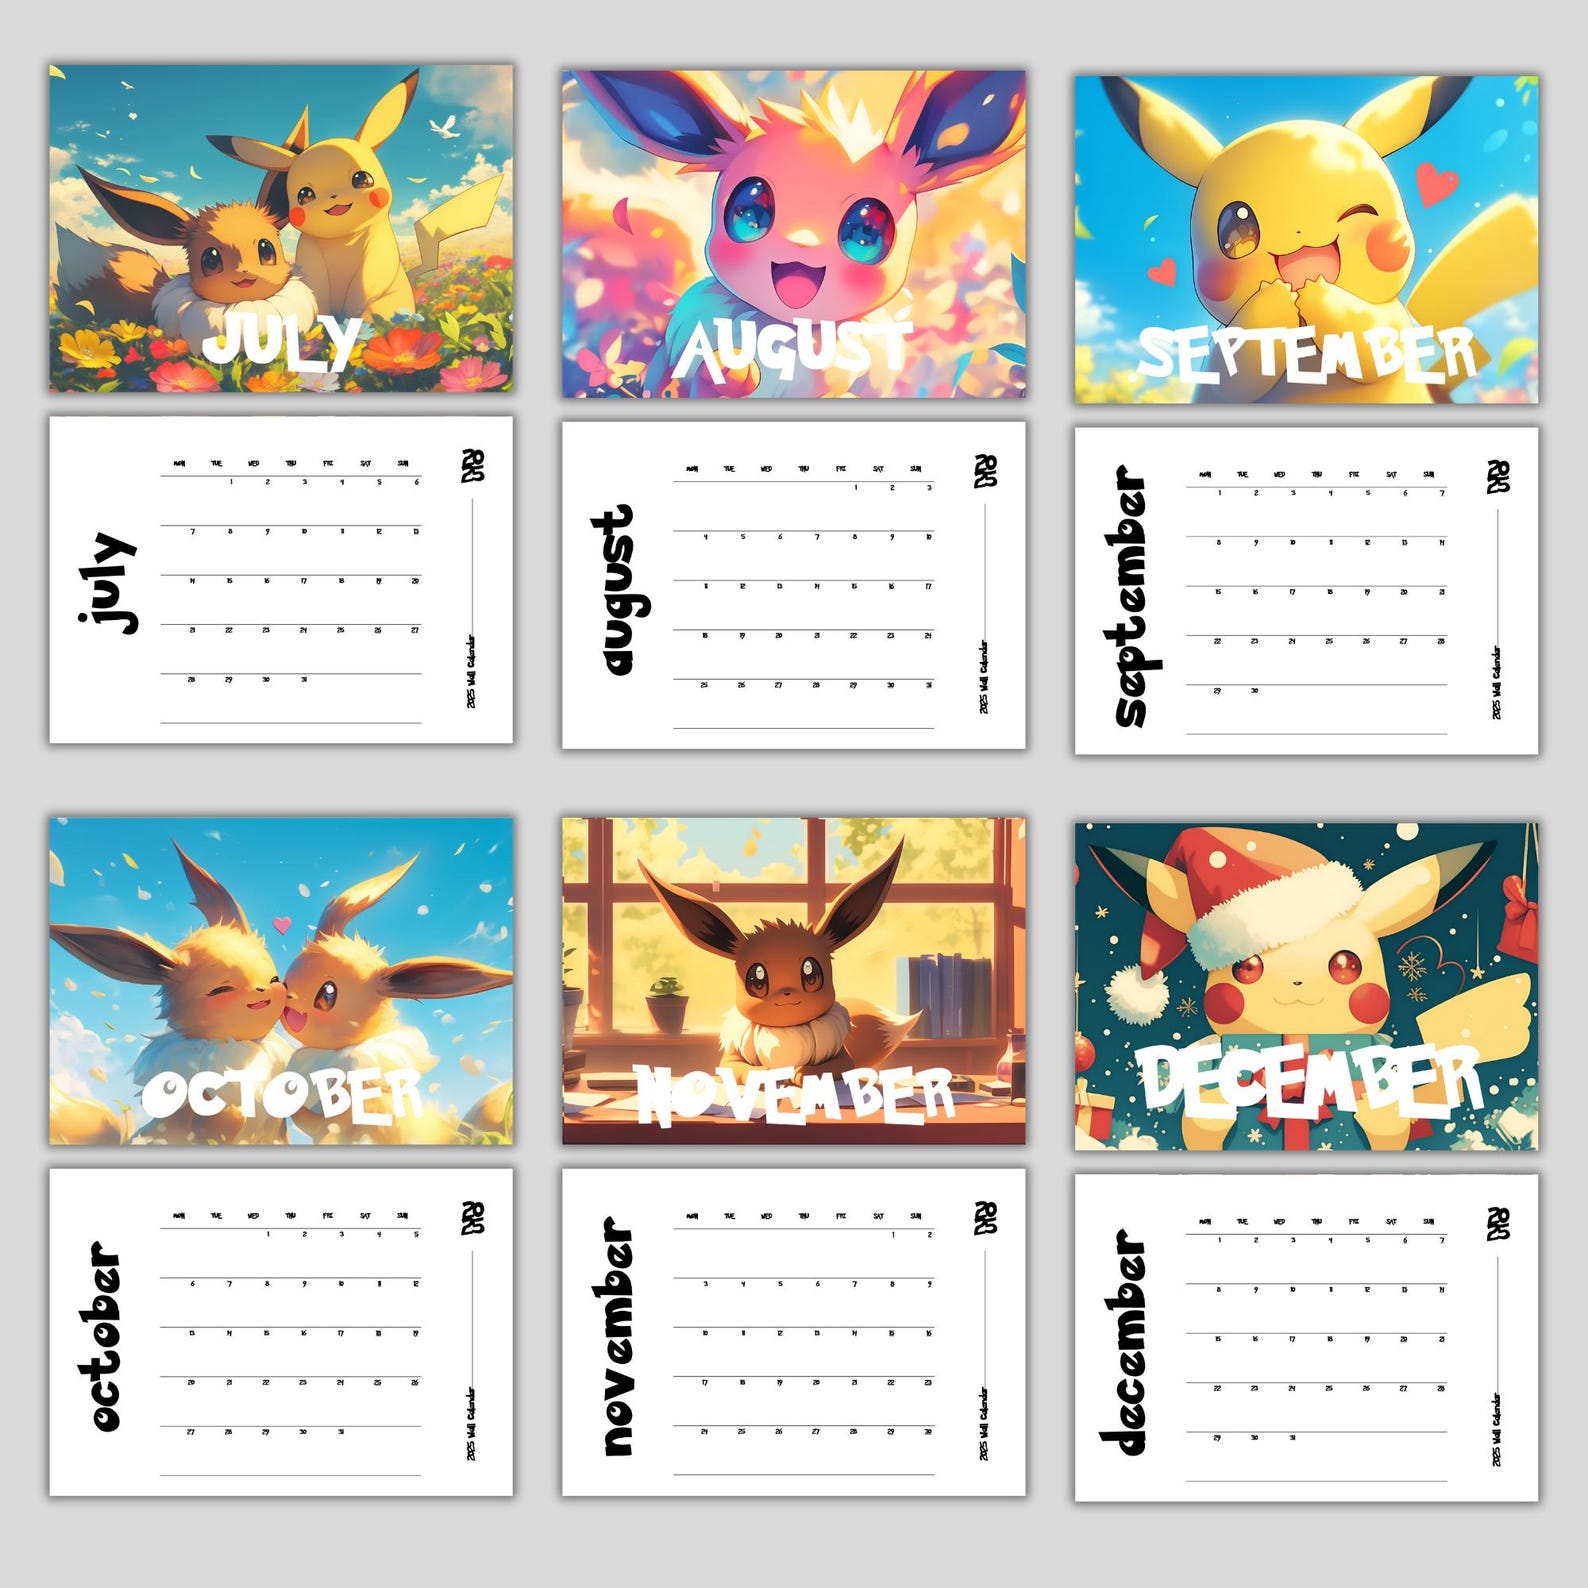 JULY
AUGUST
SEPTEMBER
july
MON TUE WED THU FRI SAT SUN
1 2 3 4 5 6
7 8 9 10 11 12 13
14 15 16 17 18 19 20
21 22 23 24 25 26 27
28 29 30 31
2025
2025 Wall Calendar
august
MON TUE WED THU FRI SAT SUN
1 2 3
4 5 6 7 8 9 10
11 12 13 14 15 16 17
18 19 20 21 22 23 24
25 26 27 28 29 30 31
2025
2025 Wall Calendar
september
MON TUE WED THU FRI SAT SUN
1 2 3 4 5 6 7
8 9 10 11 12 13 14
15 16 17 18 19 20 21
22 23 24 25 26 27 28
29 30
2025
2025 Wall Calendar
OCTOBER
NOVEMBER
DECEMBER
october
MON TUE WED THU FRI SAT SUN
1 2 3 4 5
6 7 8 9 10 11 12
13 14 15 16 17 18 19
20 21 22 23 24 25 26
27 28 29 30 31
2025
2025 Wall Calendar
november
MON TUE WED THU FRI SAT SUN
1 2
3 4 5 6 7 8 9
10 11 12 13 14 15 16
17 18 19 20 21 22 23
24 25 26 27 28 29 30
2025
2025 Wall Calendar
december
MON TUE WED THU FRI SAT SUN
1 2 3 4 5 6 7
8 9 10 11 12 13 14
15 16 17 18 19 20 21
22 23 24 25 26 27 28
29 30 31
2025
2025 Wall Calendar